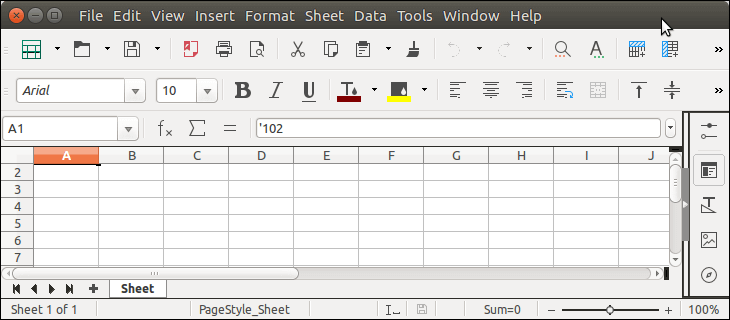 File Edit View Insert Format Sheet Data Tools Window Help
Arial 10 B I U T
A1 fx Σ = '102
A B C D E F G H I J
2
3
4
5
6
7
Sheet
Sheet 1 of 1 PageStyle_Sheet Sum=0 100%